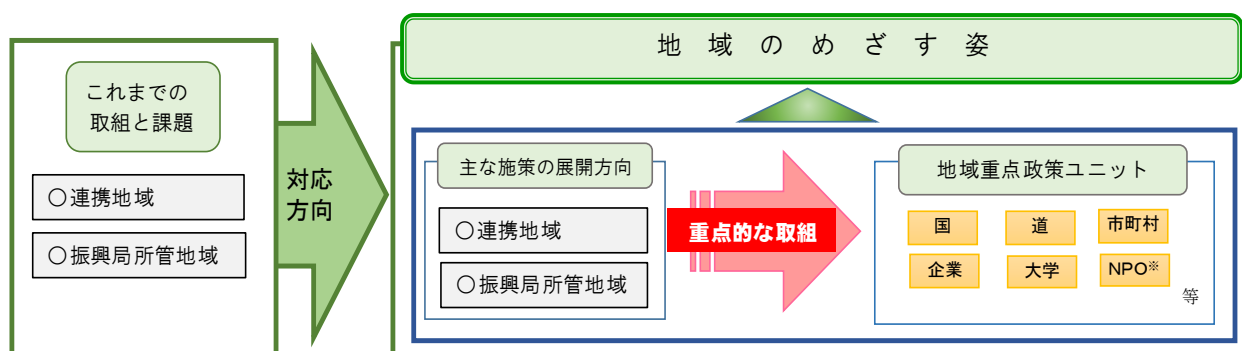 地域のめざす姿
これまでの
取組と課題
○連携地域
○振興局所管地域
対応
方向
主な施策の展開方向
○連携地域
○振興局所管地域
重点的な取組
地域重点政策ユニット
国
道
市町村
企業
大学
NPO※
等